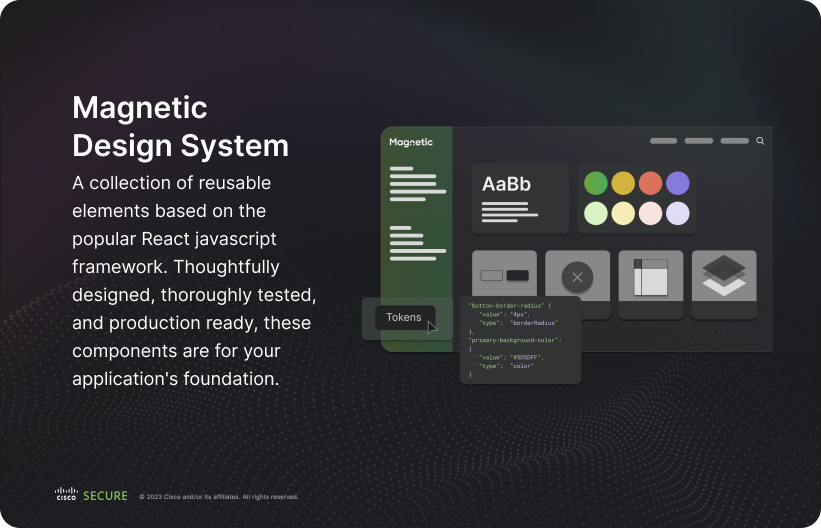 Magnetic
Design System
A collection of reusable
elements based on the
popular React javascript
framework. Thoughtfully
designed, thoroughly tested,
and production ready, these
components are for your
application's foundation.
Magnetic
AaBb
Tokens
"button-border-radius" {
"value": "4px",
"type": "borderRadius"
},
"primary-background-color":
{
"value": "#5D5DFF",
"type": "color"
}
cisco SECURE © 2023 Cisco and/or its affiliates. All rights reserved.